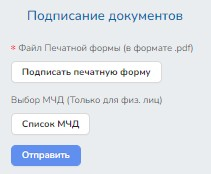 Подписание документов
* Файл Печатной формы (в формате .pdf)
Подписать печатную форму
Выбор МЧД (Только для физ. лиц)
Список МЧД
Отправить